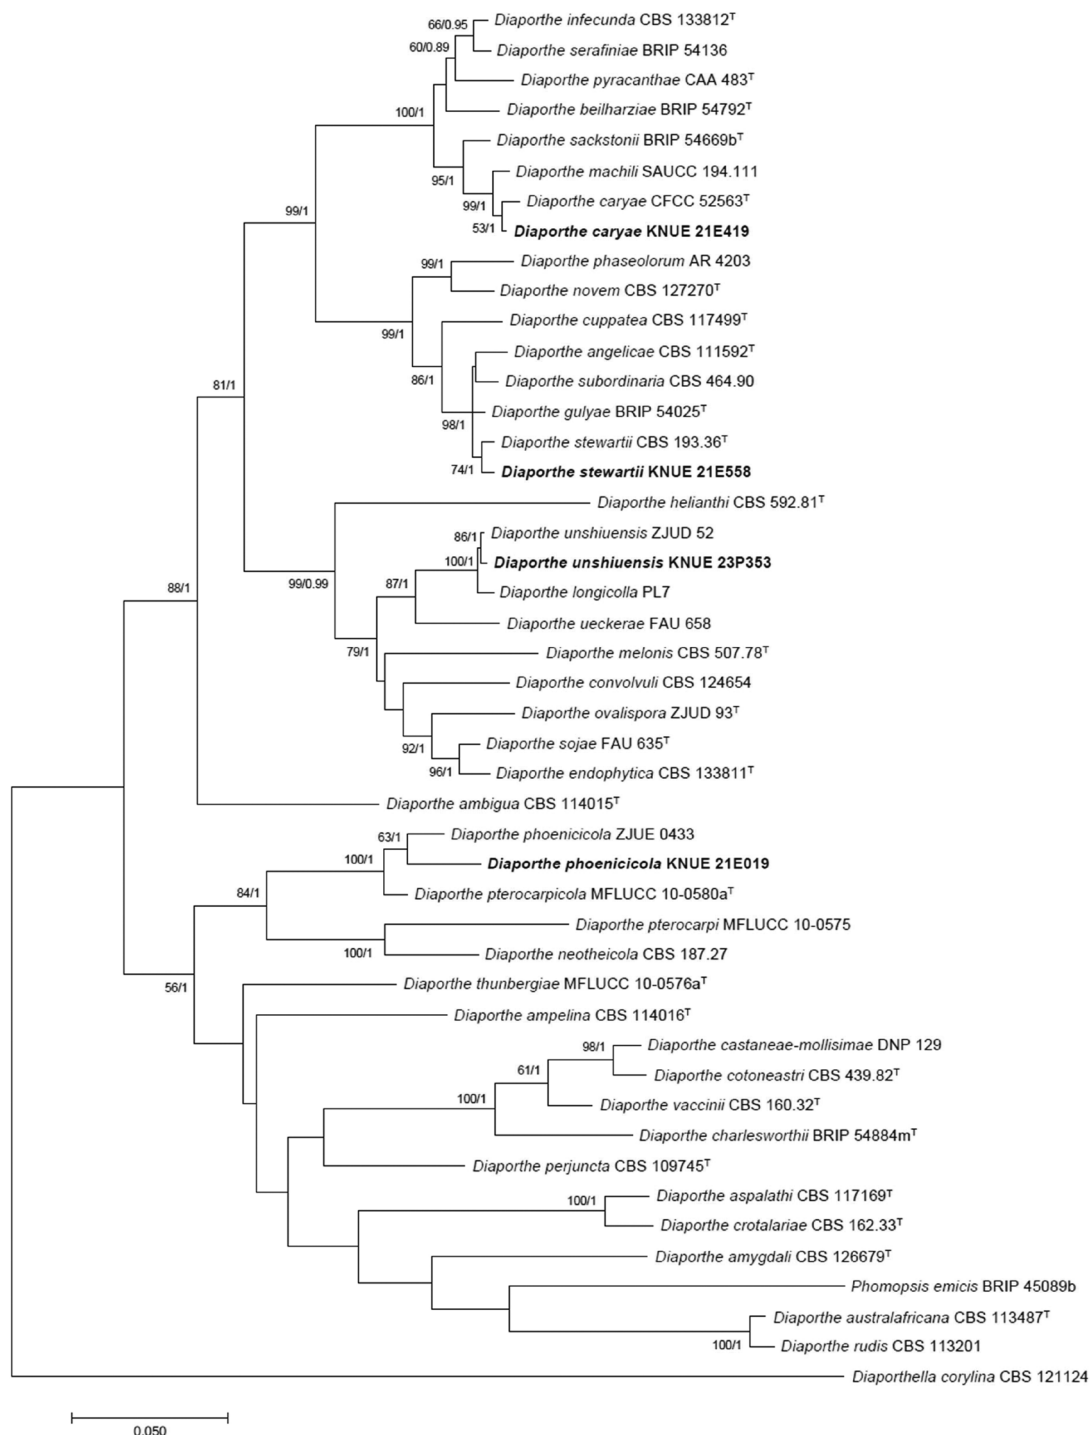 66/0.95
Diaporthe infecunda CBS 133812ᵀ
60/0.89
Diaporthe serafiniae BRIP 54136
Diaporthe pyracanthae CAA 483ᵀ
100/1
Diaporthe beilharziae BRIP 54792ᵀ
Diaporthe sackstonii BRIP 54669bᵀ
95/1
Diaporthe machili SAUCC 194.111
99/1
Diaporthe caryae CFCC 52563ᵀ
99/1
53/1
Diaporthe caryae KNUE 21E419
99/1
Diaporthe phaseolorum AR 4203
Diaporthe novem CBS 127270ᵀ
99/1
Diaporthe cuppatea CBS 117499ᵀ
Diaporthe angelicae CBS 111592ᵀ
81/1
86/1
Diaporthe subordinaria CBS 464.90
Diaporthe gulyae BRIP 54025ᵀ
98/1
Diaporthe stewartii CBS 193.36ᵀ
74/1
Diaporthe stewartii KNUE 21E558
Diaporthe helianthi CBS 592.81ᵀ
86/1
Diaporthe unshiuensis ZJUD 52
100/1
Diaporthe unshiuensis KNUE 23P353
88/1
99/0.99
87/1
Diaporthe longicolla PL7
Diaporthe ueckerae FAU 658
79/1
Diaporthe melonis CBS 507.78ᵀ
Diaporthe convolvuli CBS 124654
Diaporthe ovalispora ZJUD 93ᵀ
92/1
Diaporthe sojae FAU 635ᵀ
96/1
Diaporthe endophytica CBS 133811ᵀ
Diaporthe ambigua CBS 114015ᵀ
63/1
Diaporthe phoenicicola ZJUE 0433
100/1
Diaporthe phoenicicola KNUE 21E019
84/1
Diaporthe pterocarpicola MFLUCC 10-0580aᵀ
Diaporthe pterocarpi MFLUCC 10-0575
100/1
Diaporthe neotheicola CBS 187.27
56/1
Diaporthe thunbergiae MFLUCC 10-0576aᵀ
Diaporthe ampelina CBS 114016ᵀ
98/1
Diaporthe castaneae-mollisimae DNP 129
61/1
Diaporthe cotoneastri CBS 439.82ᵀ
100/1
Diaporthe vaccinii CBS 160.32ᵀ
Diaporthe charlesworthii BRIP 54884mᵀ
Diaporthe perjuncta CBS 109745ᵀ
100/1
Diaporthe aspalathi CBS 117169ᵀ
Diaporthe crotalariae CBS 162.33ᵀ
Diaporthe amygdali CBS 126679ᵀ
Phomopsis emicis BRIP 45089b
Diaporthe australafricana CBS 113487ᵀ
100/1
Diaporthe rudis CBS 113201
Diaporthella corylina CBS 121124
0.050